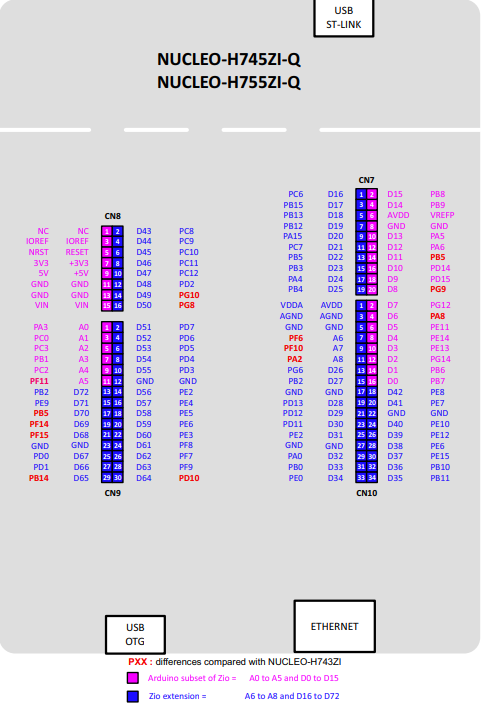 USB
ST-LINK
NUCLEO-H745ZI-Q
NUCLEO-H755ZI-Q
CN8
NC NC 1 2 D43 PC8
IOREF IOREF 3 4 D44 PC9
NRST RESET 5 6 D45 PC10
3V3 +3V3 7 8 D46 PC11
5V +5V 9 10 D47 PC12
GND GND 11 12 D48 PD2
GND GND 13 14 D49 PG10
VIN VIN 15 16 D50 PG8
PA3 A0 1 2 D51 PD7
PC0 A1 3 4 D52 PD6
PC3 A2 5 6 D53 PD5
PB1 A3 7 8 D54 PD4
PC2 A4 9 10 D55 PD3
PF11 A5 11 12 GND GND
PB2 D72 13 14 D56 PE2
PE9 D71 15 16 D57 PE4
PB5 D70 17 18 D58 PE5
PF14 D69 19 20 D59 PE6
PF15 D68 21 22 D60 PE3
GND GND 23 24 D61 PF8
PD0 D67 25 26 D62 PF7
PD1 D66 27 28 D63 PF9
PB14 D65 29 30 D64 PD10
CN9
CN7
PC6 D16 1 2 D15 PB8
PB15 D17 3 4 D14 PB9
PB13 D18 5 6 AVDD VREFP
PB12 D19 7 8 GND GND
PA15 D20 9 10 D13 PA5
PC7 D21 11 12 D12 PA6
PB5 D22 13 14 D11 PB5
PB3 D23 15 16 D10 PD14
PA4 D24 17 18 D9 PD15
PB4 D25 19 20 D8 PG9
VDDA AVDD 1 2 D7 PG12
AGND AGND 3 4 D6 PA8
GND GND 5 6 D5 PE11
PF6 A6 7 8 D4 PE14
PF10 A7 9 10 D3 PE13
PA2 A8 11 12 D2 PG14
PG6 D26 13 14 D1 PB6
PB2 D27 15 16 D0 PB7
GND GND 17 18 D42 PE8
PD13 D28 19 20 D41 PE7
PD12 D29 21 22 GND GND
PD11 D30 23 24 D40 PE10
PE2 D31 25 26 D39 PE12
GND GND 27 28 D38 PE6
PA0 D32 29 30 D37 PE15
PB0 D33 31 32 D36 PB10
PE0 D34 33 34 D35 PB11
CN10
USB
OTG
ETHERNET
PXX : differences compared with NUCLEO-H743ZI
Arduino subset of Zio = A0 to A5 and D0 to D15
Zio extension = A6 to A8 and D16 to D72